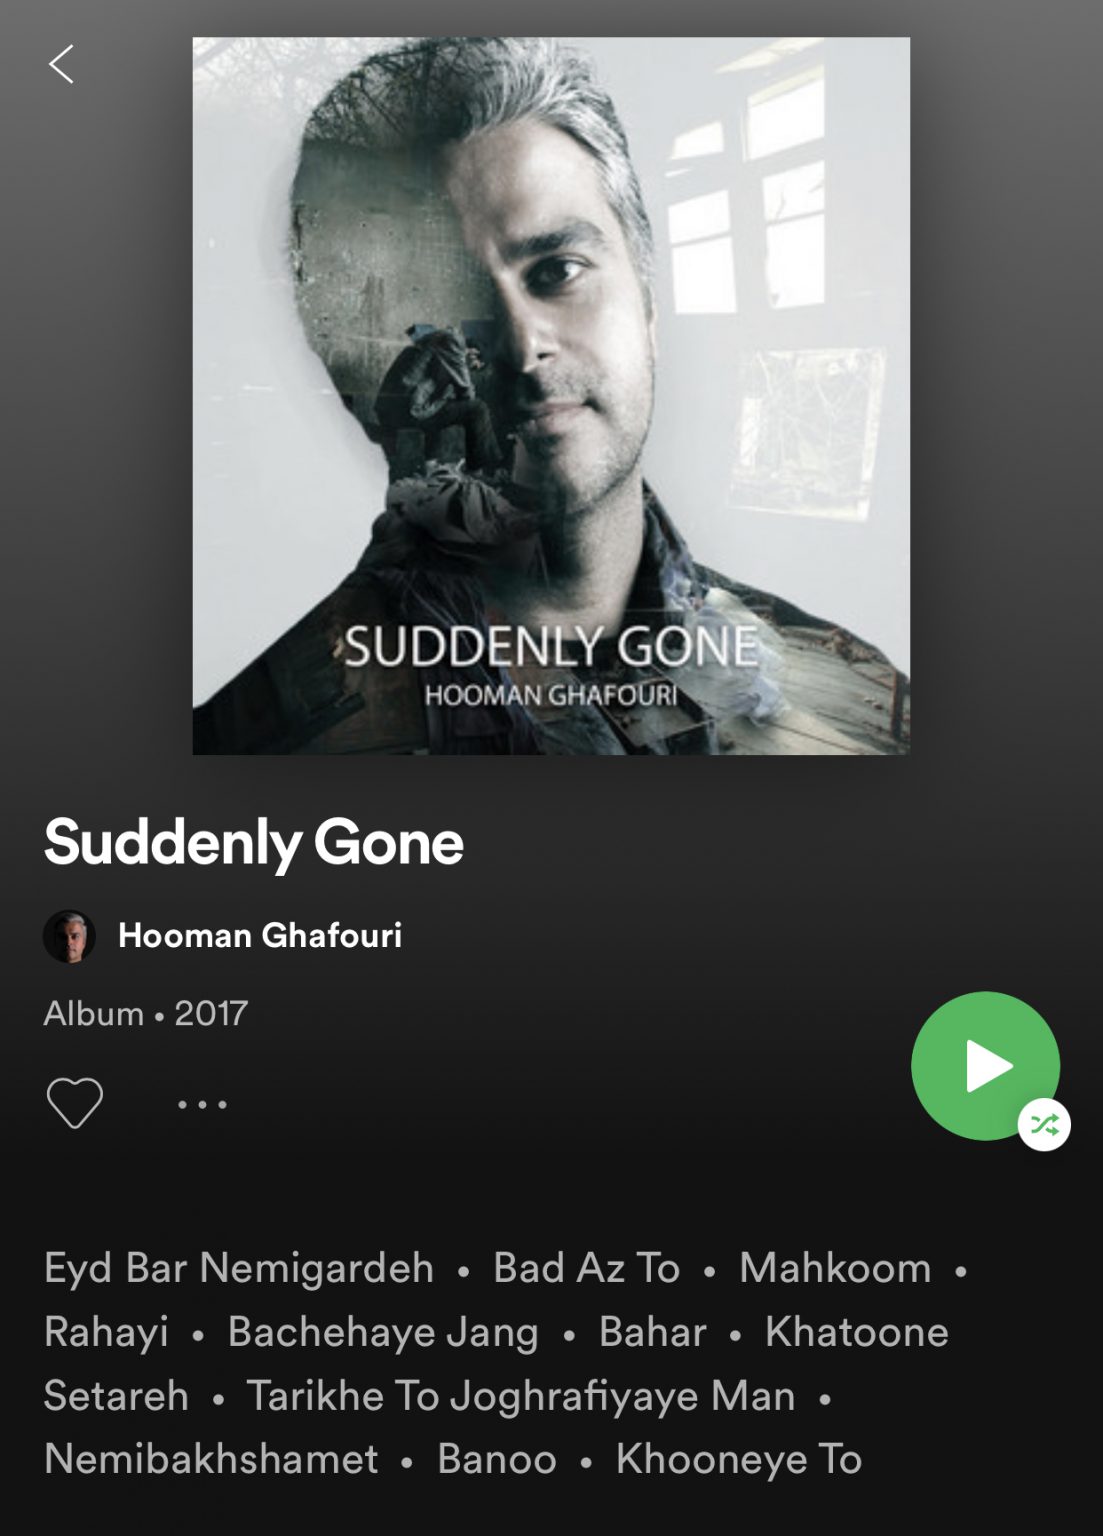 SUDDENLY GONE
HOOMAN GHAFOURI
Suddenly Gone
Hooman Ghafouri
Album • 2017
Eyd Bar Nemigardeh • Bad Az To • Mahkoom •
Rahayi • Bachehaye Jang • Bahar • Khatoone
Setareh • Tarikhe To Joghrafiyaye Man •
Nemibakhshamet • Banoo • Khooneye To